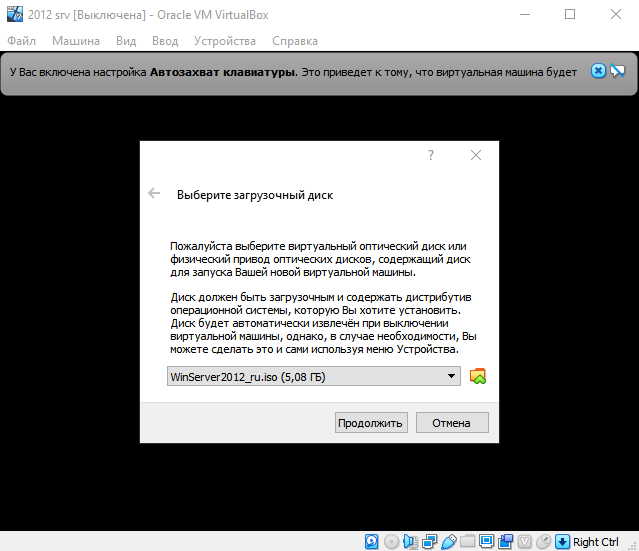 2012 srv [Выключена] - Oracle VM VirtualBox
Файл Машина Вид Ввод Устройства Справка
У Вас включена настройка Автозахват клавиатуры. Это приведет к тому, что виртуальная машина будет
?
Выберите загрузочный диск
Пожалуйста выберите виртуальный оптический диск или
физический привод оптических дисков, содержащий диск
для запуска Вашей новой виртуальной машины.
Диск должен быть загрузочным и содержать дистрибутив
операционной системы, которую Вы хотите установить.
Диск будет автоматически извлечён при выключении
виртуальной машины, однако, в случае необходимости, Вы
можете сделать это и сами используя меню Устройства.
WinServer2012_ru.iso (5,08 ГБ)
Продолжить Отмена
Right Ctrl